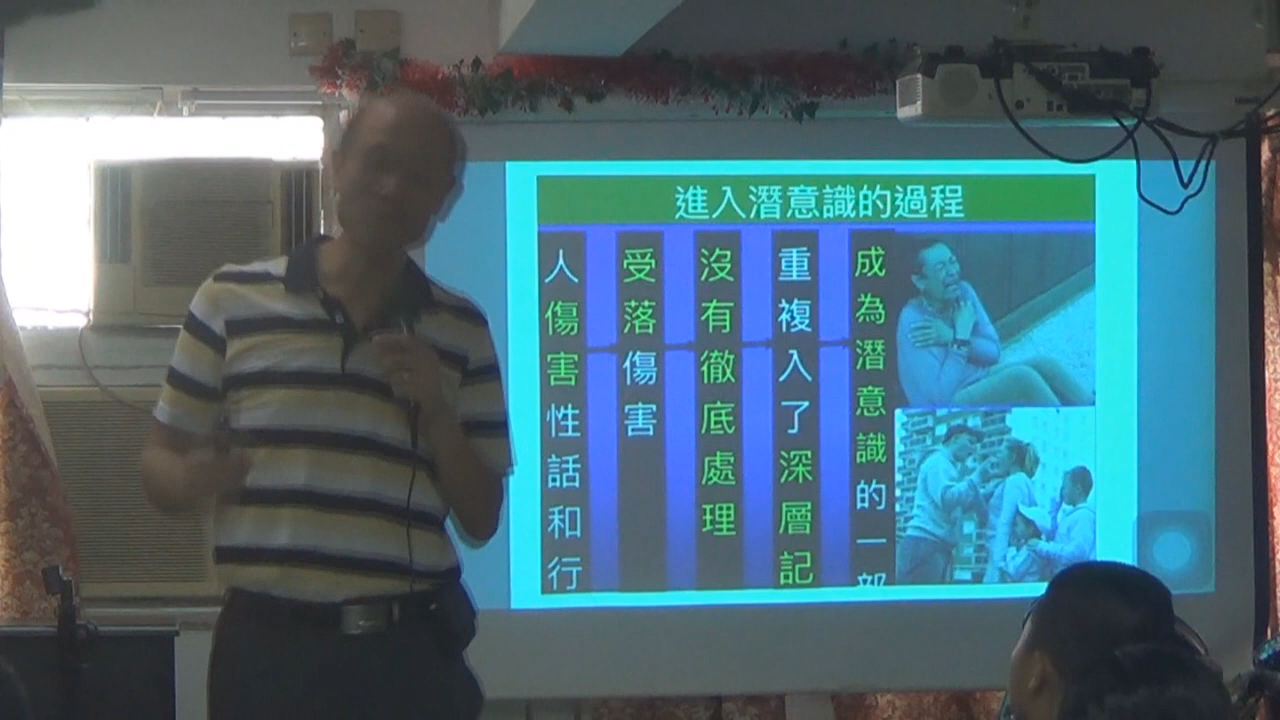 進入潛意識的過程
人傷害性話和行
受落傷害
沒有徹底處理
重複入了深層記
成為潛意識的一部